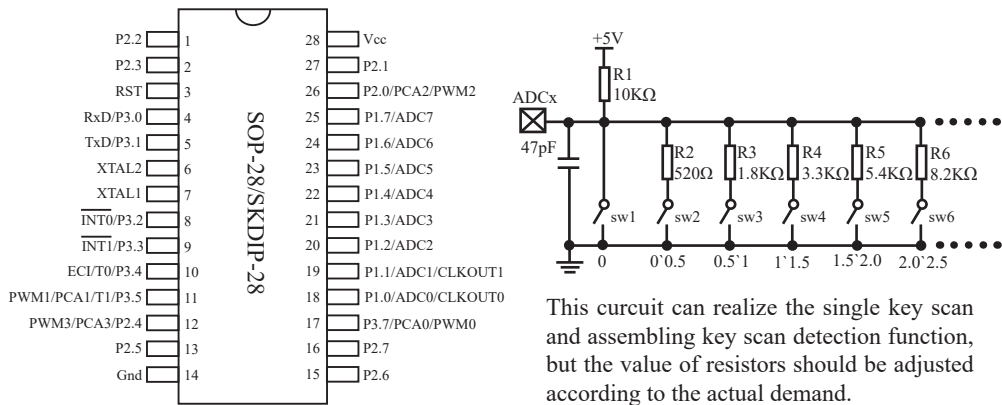 P2.2 1
P2.3 2
RST 3
RxD/P3.0 4
TxD/P3.1 5
XTAL2 6
XTAL1 7
INT0/P3.2 8
INT1/P3.3 9
ECI/T0/P3.4 10
PWM1/PCA1/T1/P3.5 11
PWM3/PCA3/P2.4 12
P2.5 13
Gnd 14
SOP-28/SKDIP-28
28 Vcc
27 P2.1
26 P2.0/PCA2/PWM2
25 P1.7/ADC7
24 P1.6/ADC6
23 P1.5/ADC5
22 P1.4/ADC4
21 P1.3/ADC3
20 P1.2/ADC2
19 P1.1/ADC1/CLKOUT1
18 P1.0/ADC0/CLKOUT0
17 P3.7/PCA0/PWM0
16 P2.7
15 P2.6
+5V
R1
10KΩ
ADCx
47pF
R2
520Ω
R3
1.8KΩ
R4
3.3KΩ
R5
5.4KΩ
R6
8.2KΩ
sw1 sw2 sw3 sw4 sw5 sw6
0 0`0.5 0.5`1 1`1.5 1.5`2.0 2.0`2.5
This curcuit can realize the single key scan
and assembling key scan detection function,
but the value of resistors should be adjusted
according to the actual demand.